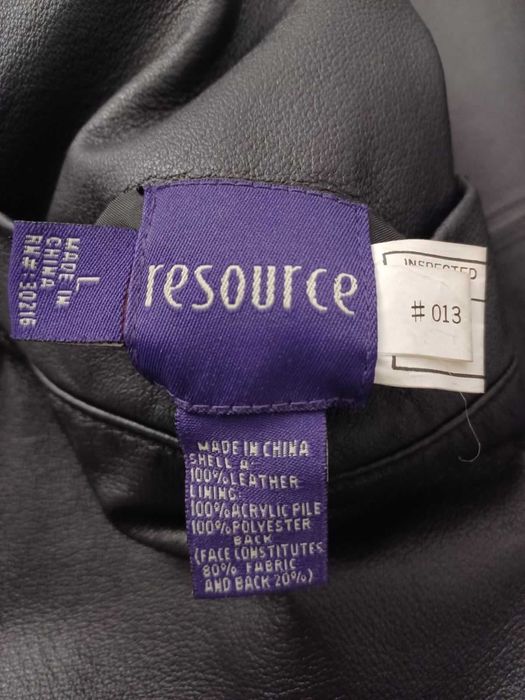 L
MADE IN
CHINA
RN#: 30216
resource
INSPECTED
# 013
MADE IN CHINA
SHELL A:
100% LEATHER
LINING:
100% ACRYLIC PILE
100% POLYESTER
BACK
(FACE CONSTITUTES
80% FABRIC
AND BACK 20%)